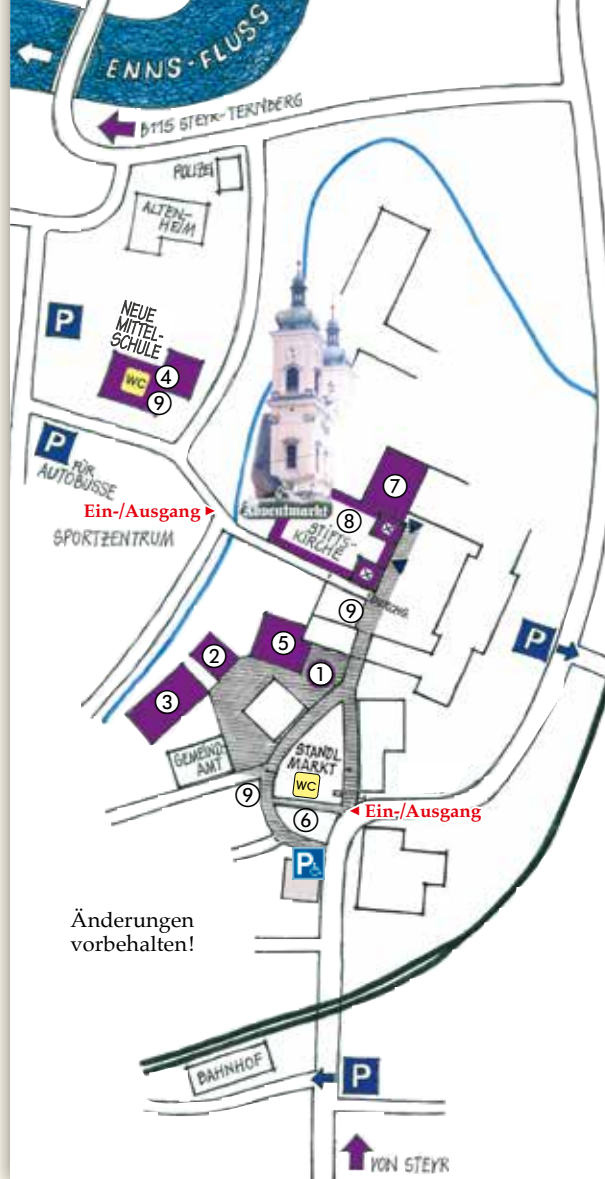 ENNS-FLUSS
B115 STEYR-TERNBERG
POLIZEI
ALTEN-
HEIM
P
NEUE
MITTEL-
SCHULE
WC
4
9
P
FÜR
AUTOBUSSE
Ein-/Ausgang
SPORTZENTRUM
Adventmarkt
7
8
STIFTS-
KIRCHE
9
5
2
1
3
P
GEMEINDE-
AMT
STANDL
MARKT
WC
9
6
Ein-/Ausgang
P
Änderungen
vorbehalten!
BAHNHOF
P
VON STEYR